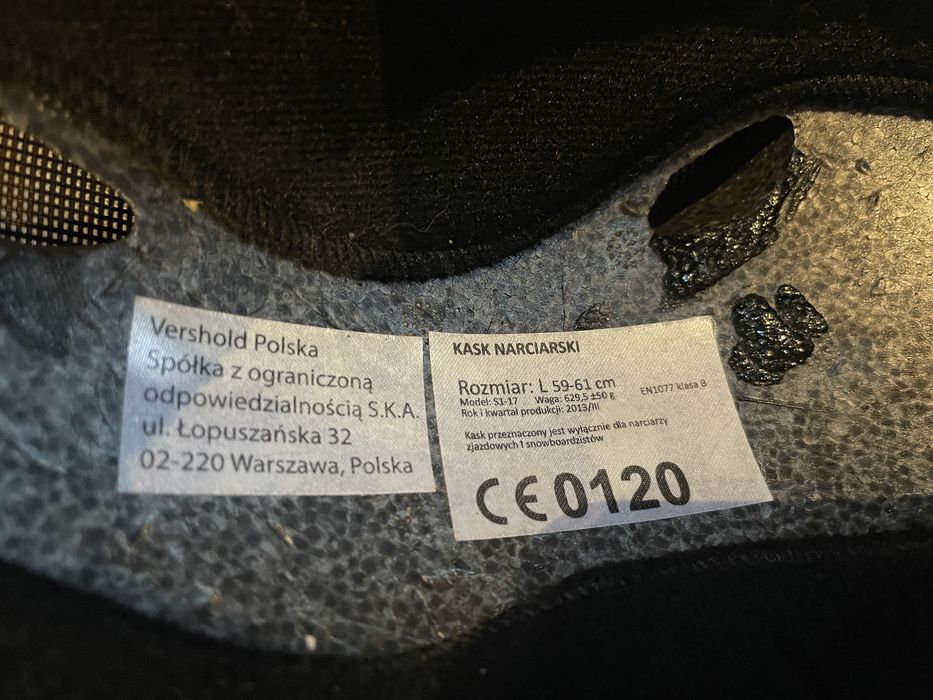 Vershold Polska
Spółka z ograniczoną
odpowiedzialnością S.K.A.
ul. Łopuszańska 32
02-220 Warszawa, Polska
KASK NARCIARSKI
Rozmiar: L 59-61 cm
Model: S1-17 Waga: 629,5 ±50 g EN1077 klasa B
Rok i kwartał produkcji: 2013/III
Kask przeznaczony jest wyłącznie dla narciarzy
zjazdowych i snowboardzistów
CE0120